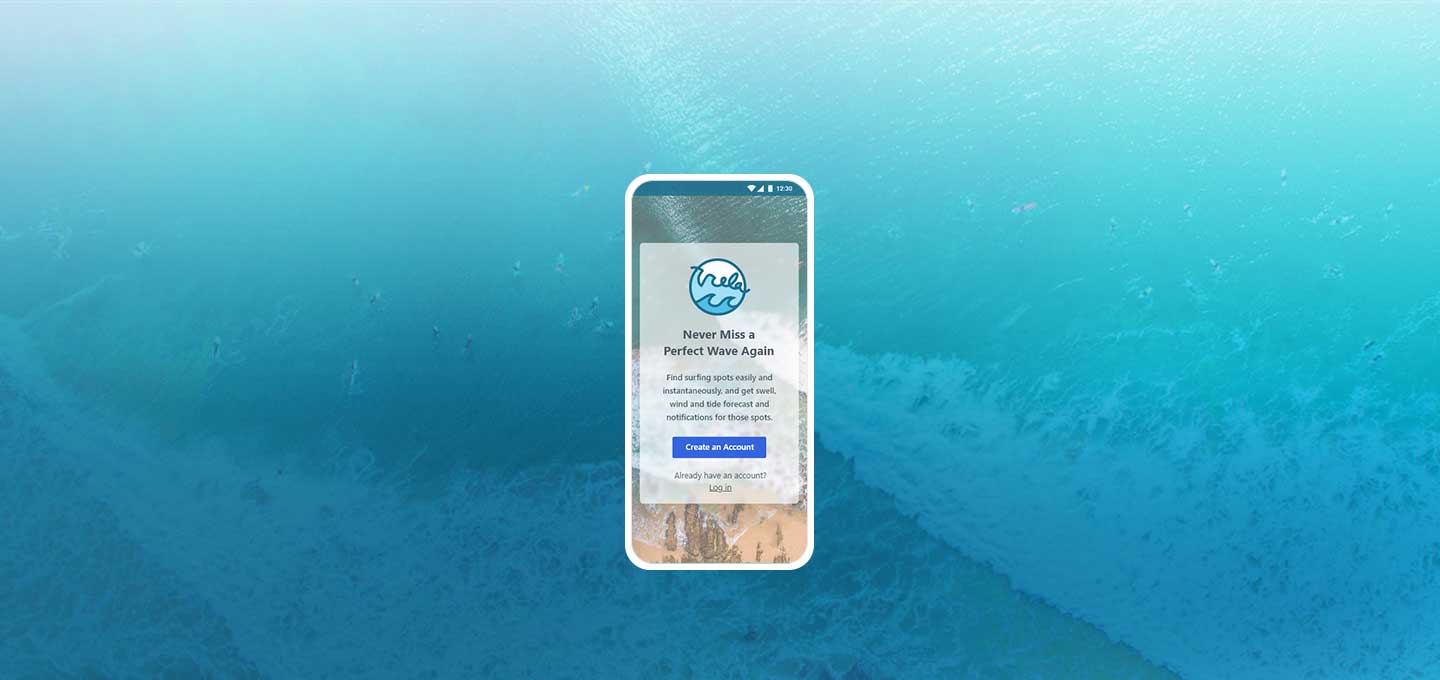 12:30
Never Miss a
Perfect Wave Again
Find surfing spots easily and
instantaneously, and get swell,
wind and tide forecast and
notifications for those spots.
Create an Account
Already have an account?
Log in